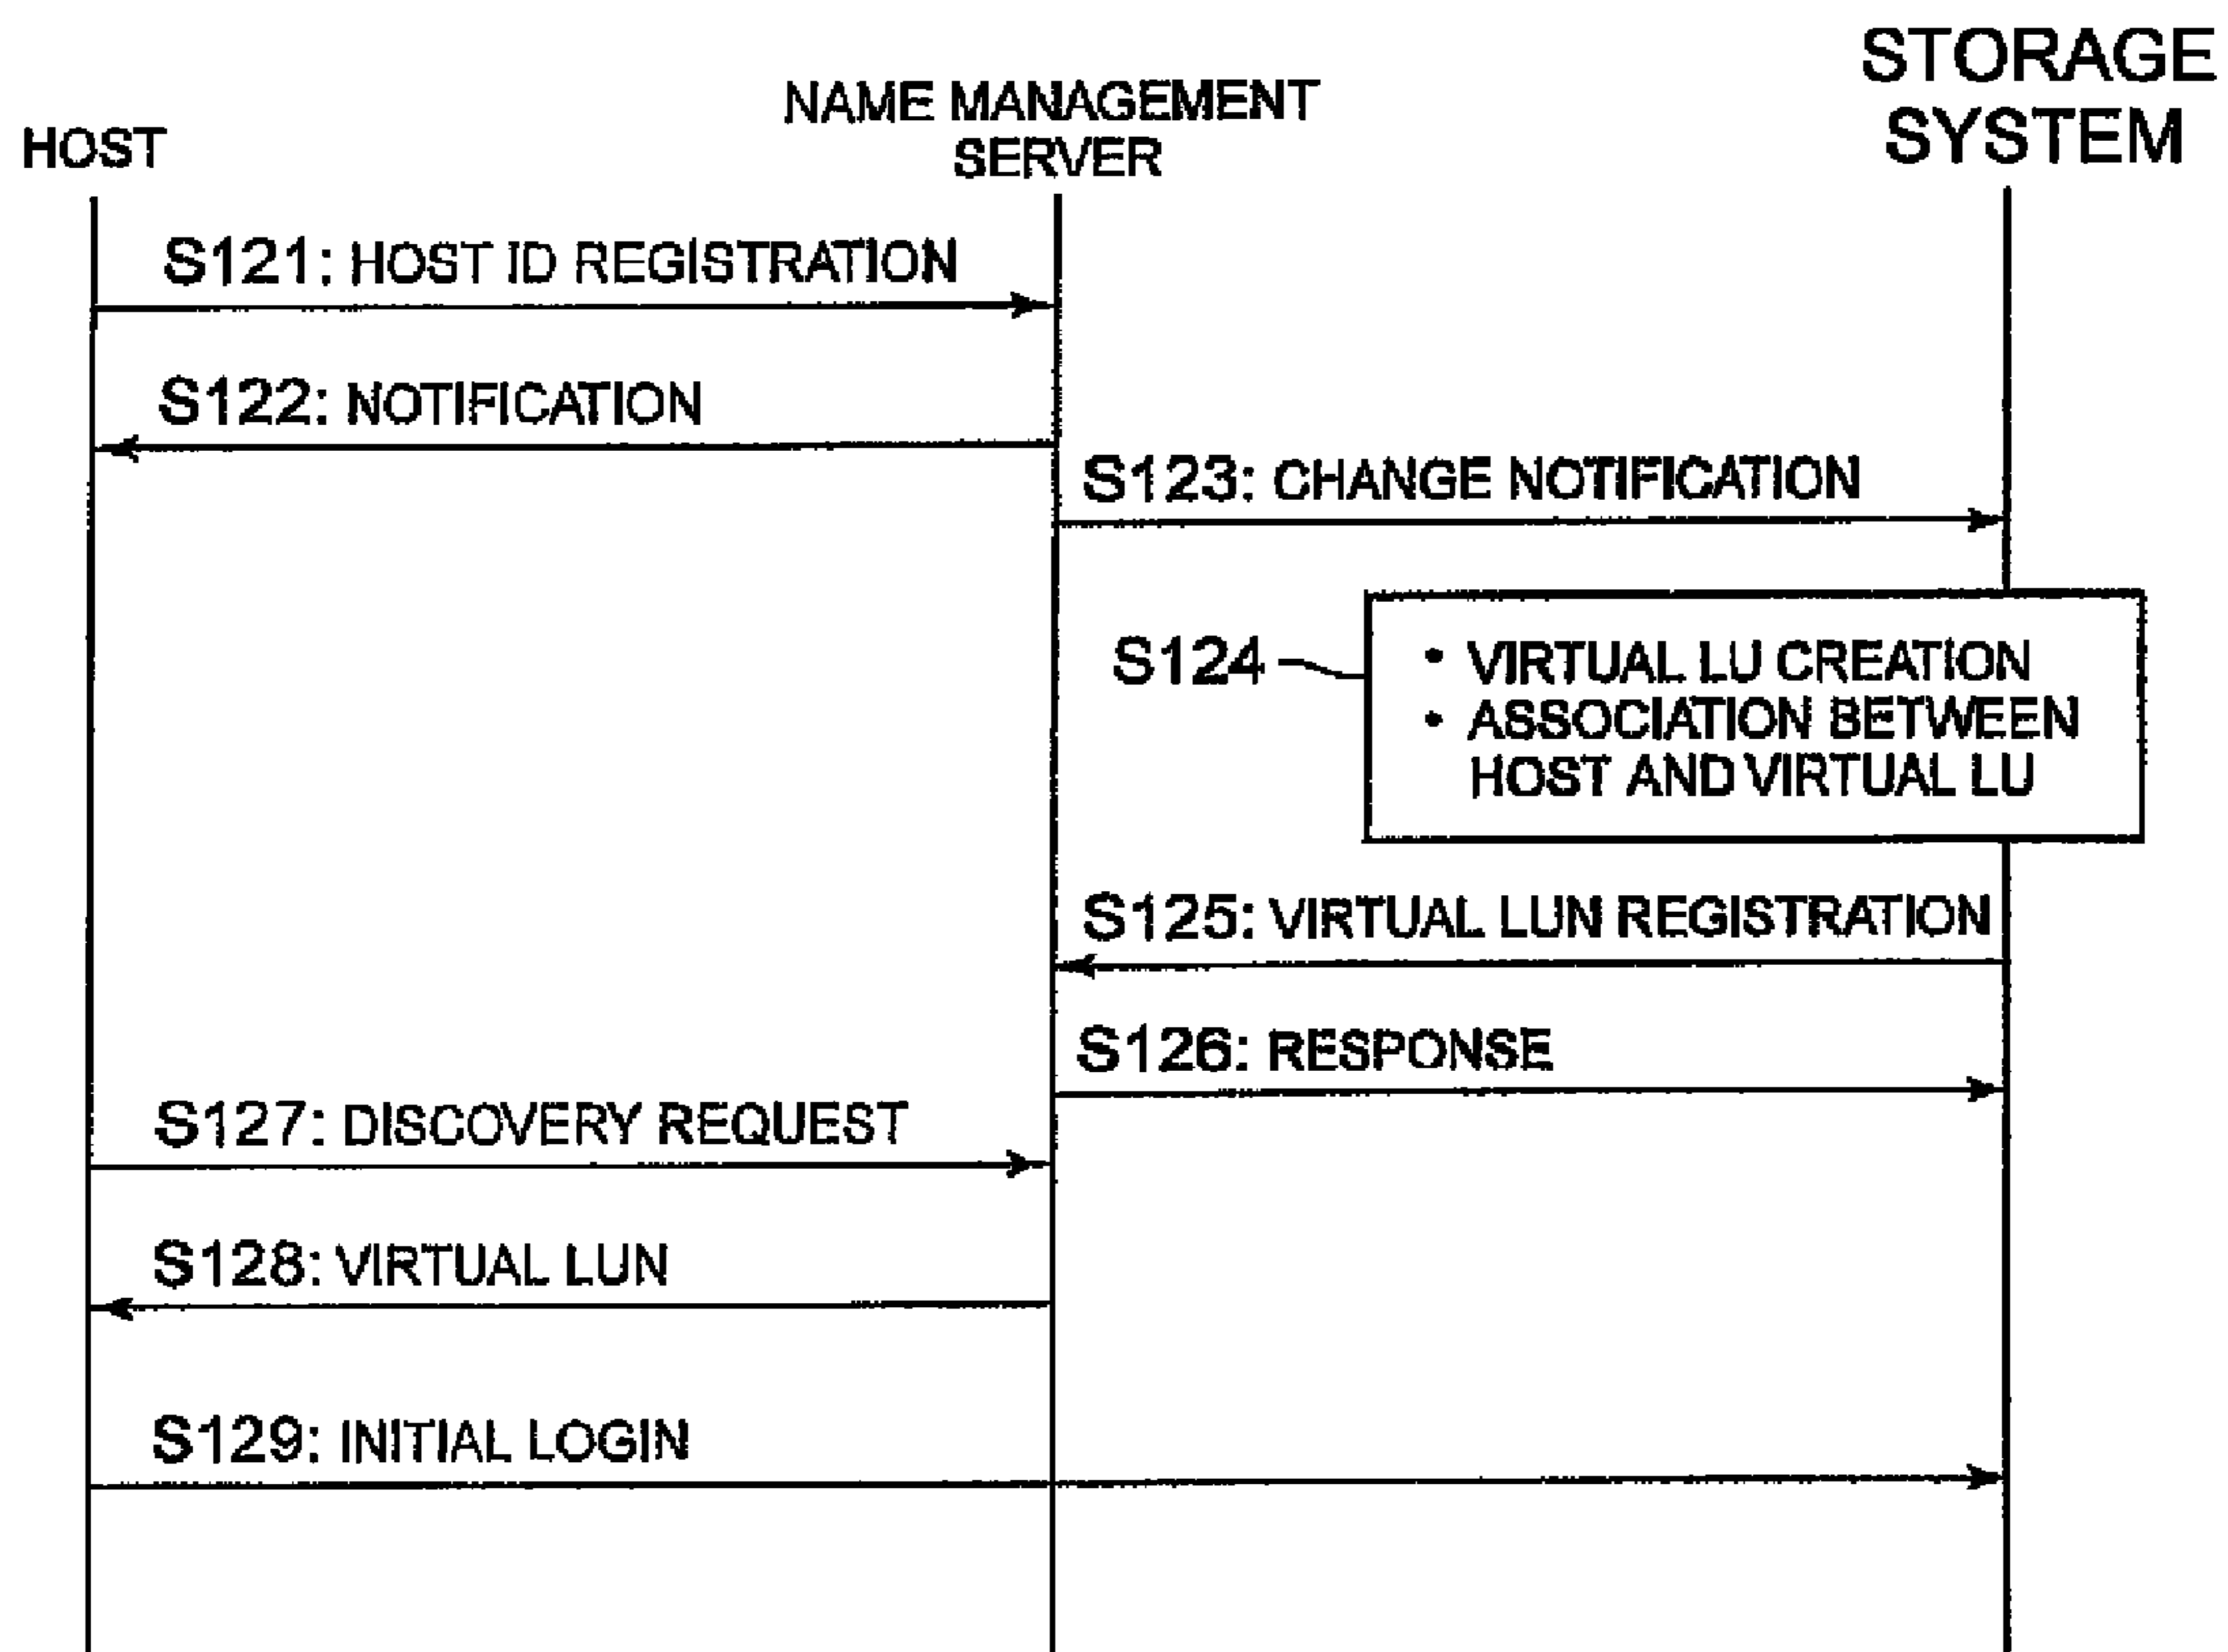 HOST
NAME MANAGEMENT
SERVER
STORAGE
SYSTEM
S121: HOST ID REGISTRATION
S122: NOTIFICATION
S123: CHANGE NOTIFICATION
S124
• VIRTUAL LU CREATION
• ASSOCIATION BETWEEN
HOST AND VIRTUAL LU
S125: VIRTUAL LUN REGISTRATION
S126: RESPONSE
S127: DISCOVERY REQUEST
S128: VIRTUAL LUN
S129: INITIAL LOGIN